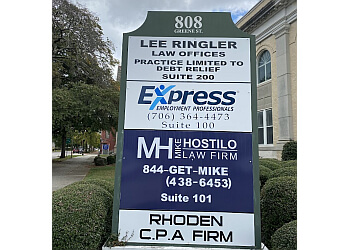 808
GREENE ST.
LEE RINGLER
LAW OFFICES
PRACTICE LIMITED TO
DEBT RELIEF
SUITE 200
Express
EMPLOYMENT PROFESSIONALS
(706) 364-4473
Suite 100
MH MIKE HOSTILO
LAW FIRM
844-GET-MIKE
(438-6453)
Suite 101
RHODEN
C.P.A FIRM